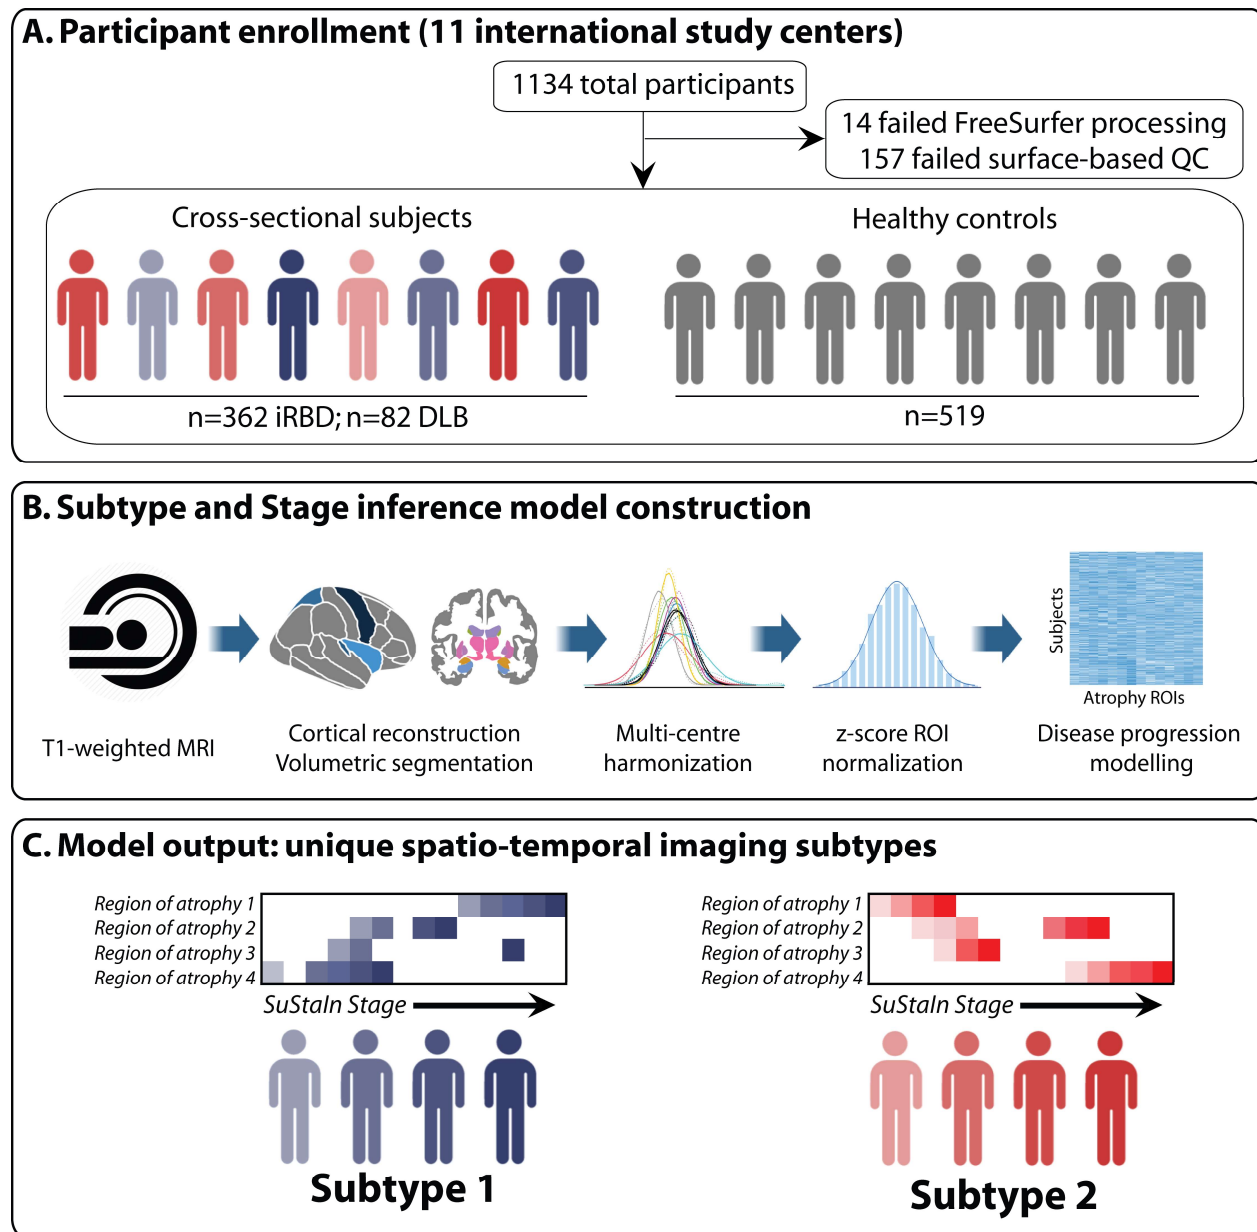 A. Participant enrollment (11 international study centers)
1134 total participants
14 failed FreeSurfer processing
157 failed surface-based QC
Cross-sectional subjects
Healthy controls
n=362 iRBD; n=82 DLB
n=519
B. Subtype and Stage inference model construction
Subjects
Atrophy ROIs
T1-weighted MRI
Cortical reconstruction
Volumetric segmentation
Multi-centre
harmonization
z-score ROI
normalization
Disease progression
modelling
C. Model output: unique spatio-temporal imaging subtypes
Region of atrophy 1
Region of atrophy 2
Region of atrophy 3
Region of atrophy 4
SuStaIn Stage
Subtype 1
Region of atrophy 1
Region of atrophy 2
Region of atrophy 3
Region of atrophy 4
SuStaIn Stage
Subtype 2